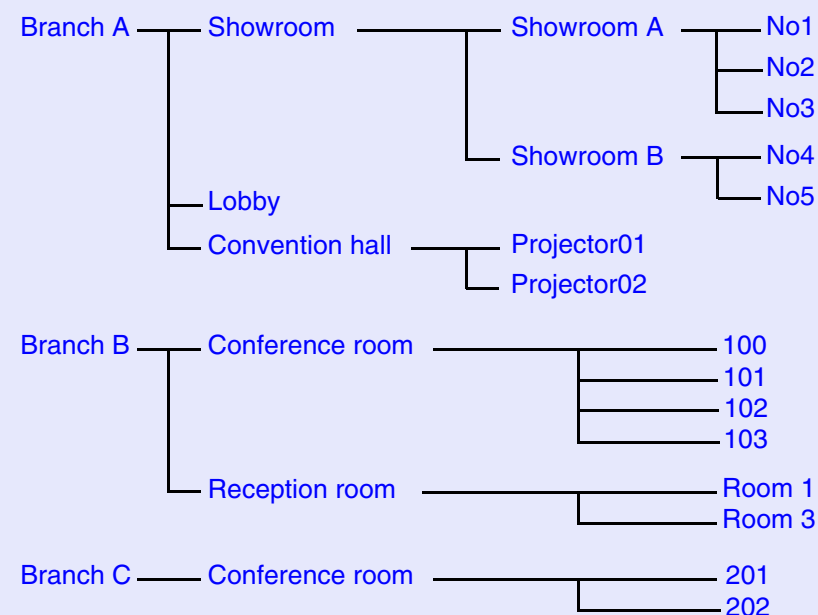 Branch A Showroom Showroom A No1
No2
No3
Showroom B No4
No5
Lobby
Convention hall Projector01
Projector02
Branch B Conference room 100
101
102
103
Reception room Room 1
Room 3
Branch C Conference room 201
202